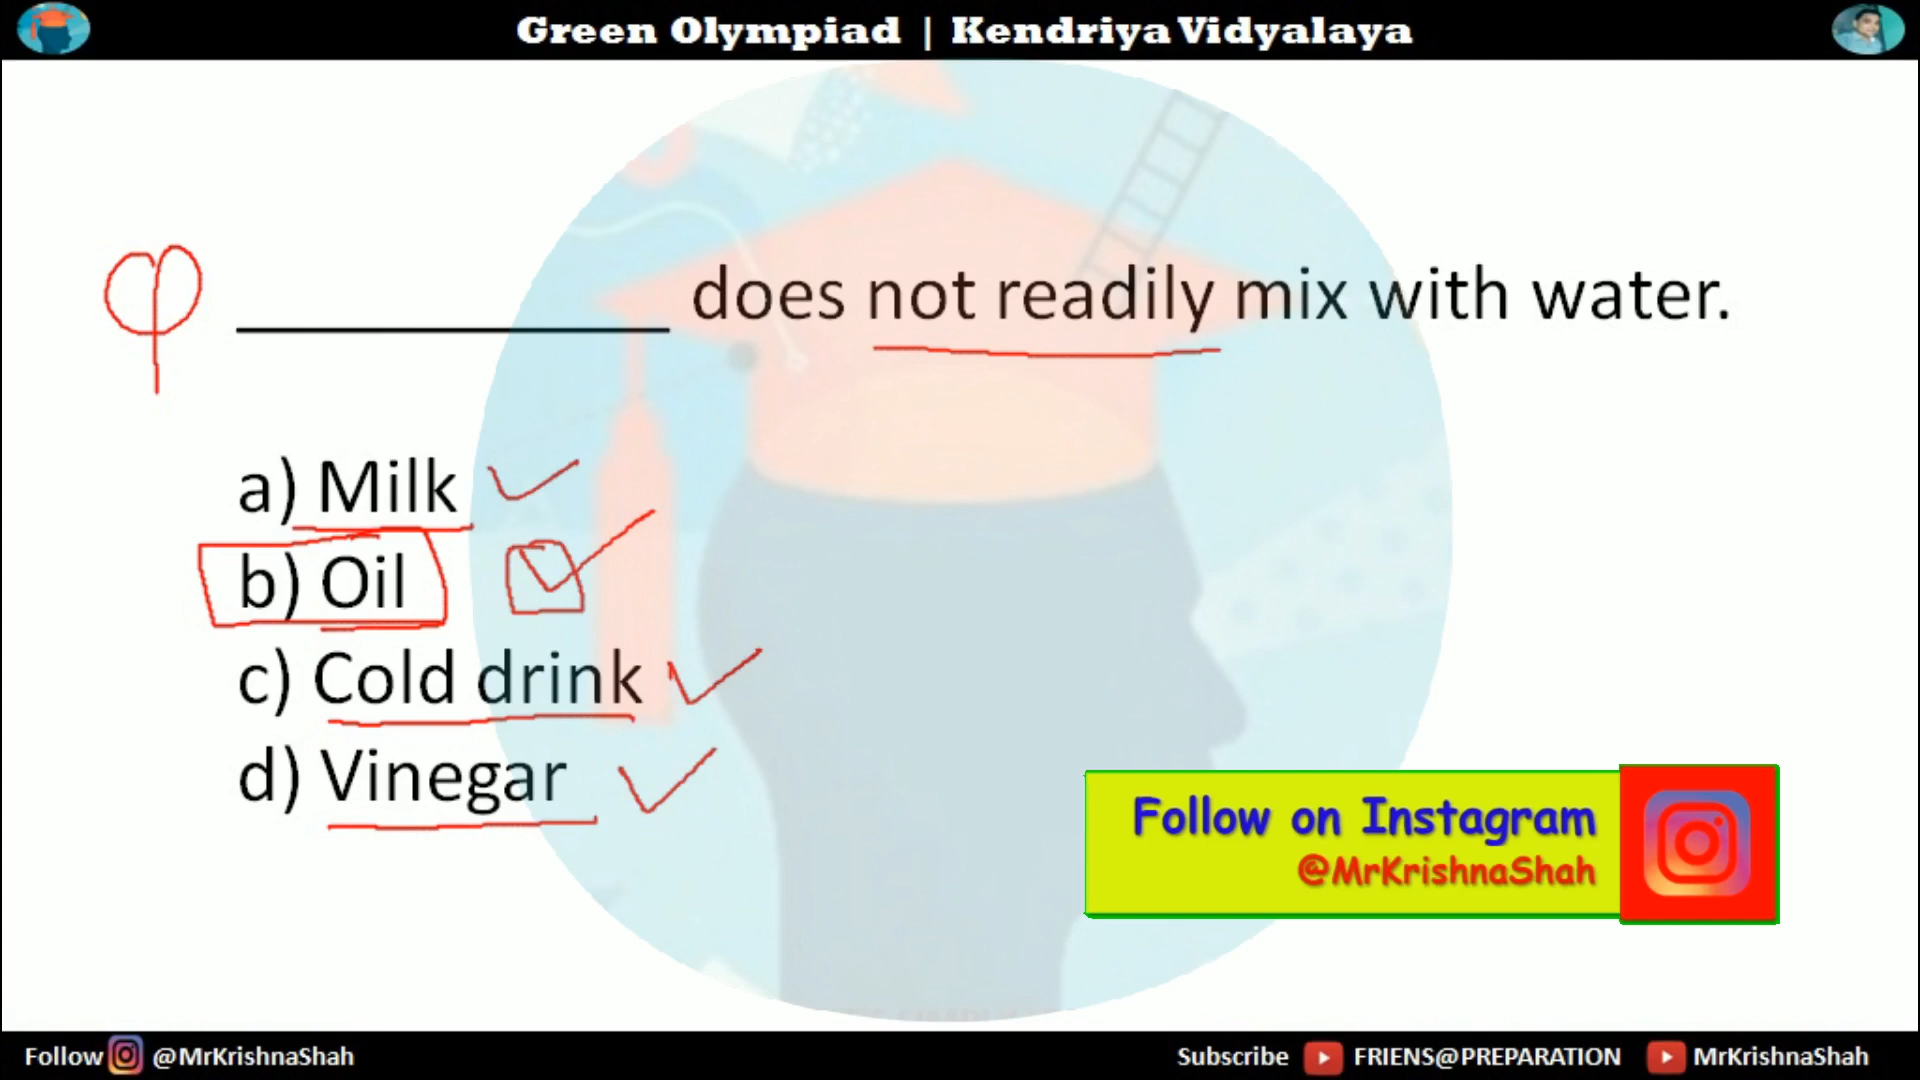 Green Olympiad | Kendriya Vidyalaya
φ ____________ does not readily mix with water.
a) Milk
b) Oil
c) Cold drink
d) Vinegar
Follow on Instagram
@MrKrishnaShah
Follow @MrKrishnaShah
Subscribe FRIENS@PREPARATION MrKrishnaShah